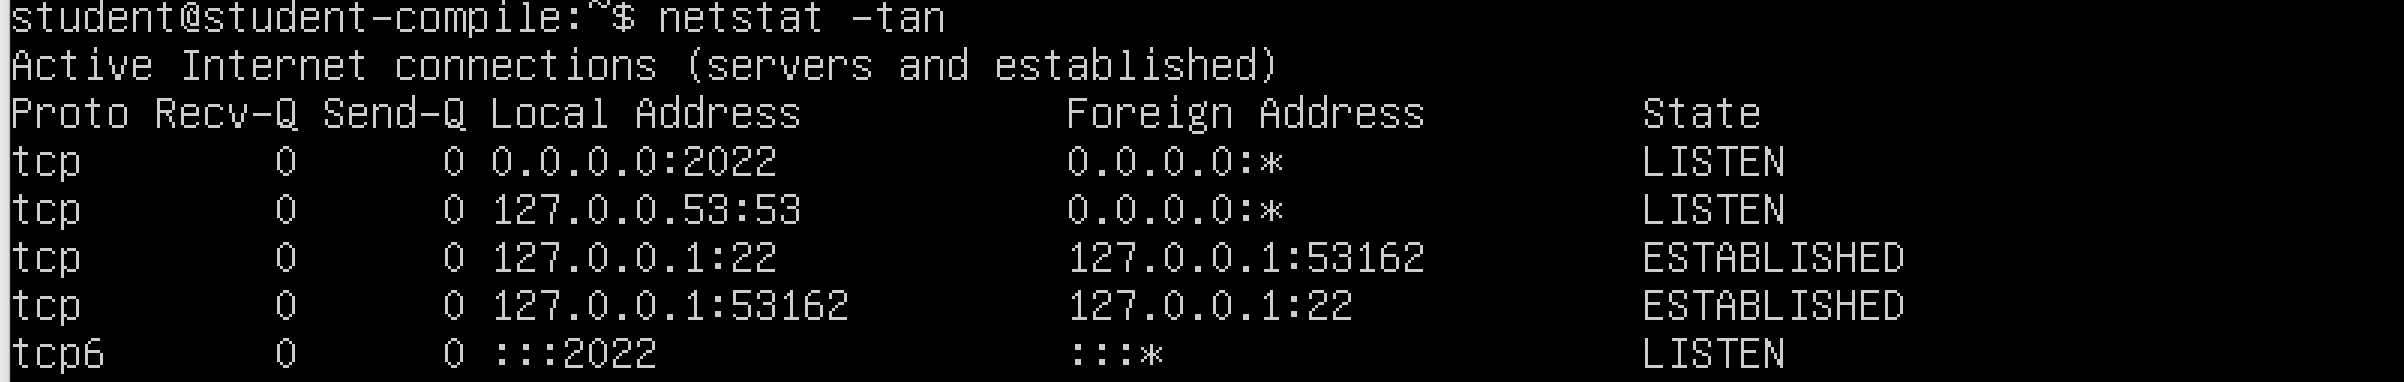 student@student-compile:~$ netstat -tan
Active Internet connections (servers and established)
Proto Recv-Q Send-Q Local Address           Foreign Address         State
tcp        0      0 0.0.0.0:2022            0.0.0.0:*               LISTEN
tcp        0      0 127.0.0.53:53           0.0.0.0:*               LISTEN
tcp        0      0 127.0.0.1:22            127.0.0.1:53162         ESTABLISHED
tcp        0      0 127.0.0.1:53162         127.0.0.1:22            ESTABLISHED
tcp6       0      0 :::2022                 :::*                    LISTEN